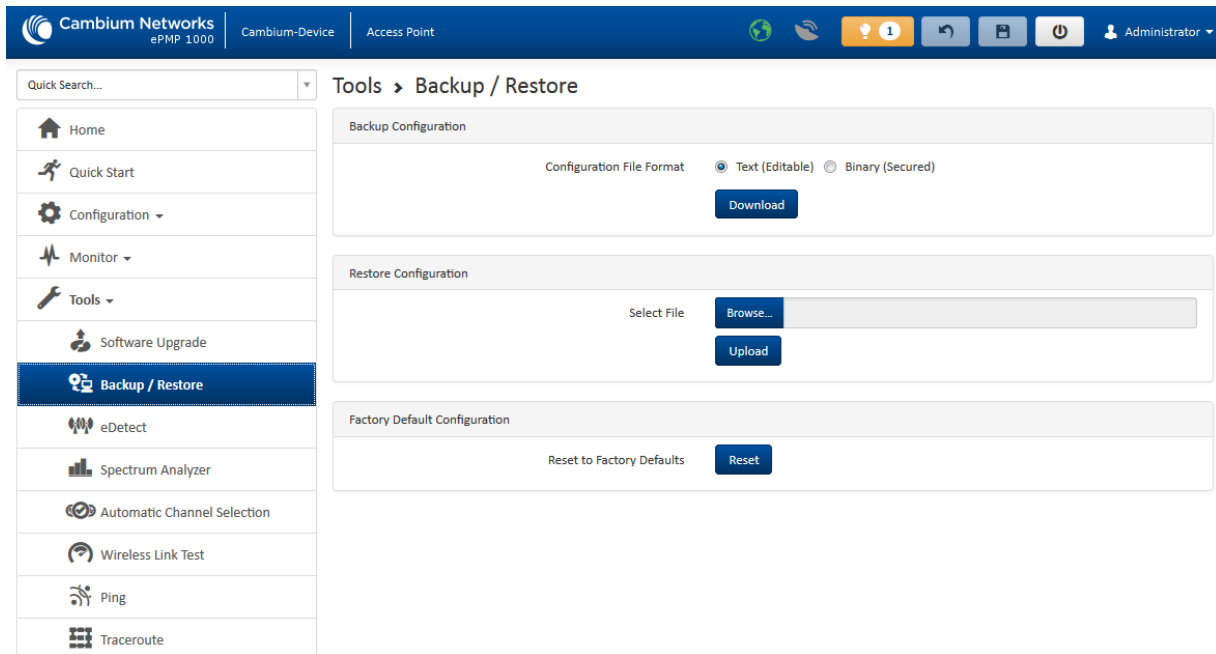 Cambium Networks
ePMP 1000
Cambium-Device
Access Point
1
Administrator
Quick Search...
Home
Quick Start
Configuration
Monitor
Tools
Software Upgrade
Backup / Restore
eDetect
Spectrum Analyzer
Automatic Channel Selection
Wireless Link Test
Ping
Traceroute
Tools > Backup / Restore
Backup Configuration
Configuration File Format Text (Editable) Binary (Secured)
Download
Restore Configuration
Select File Browse...
Upload
Factory Default Configuration
Reset to Factory Defaults Reset